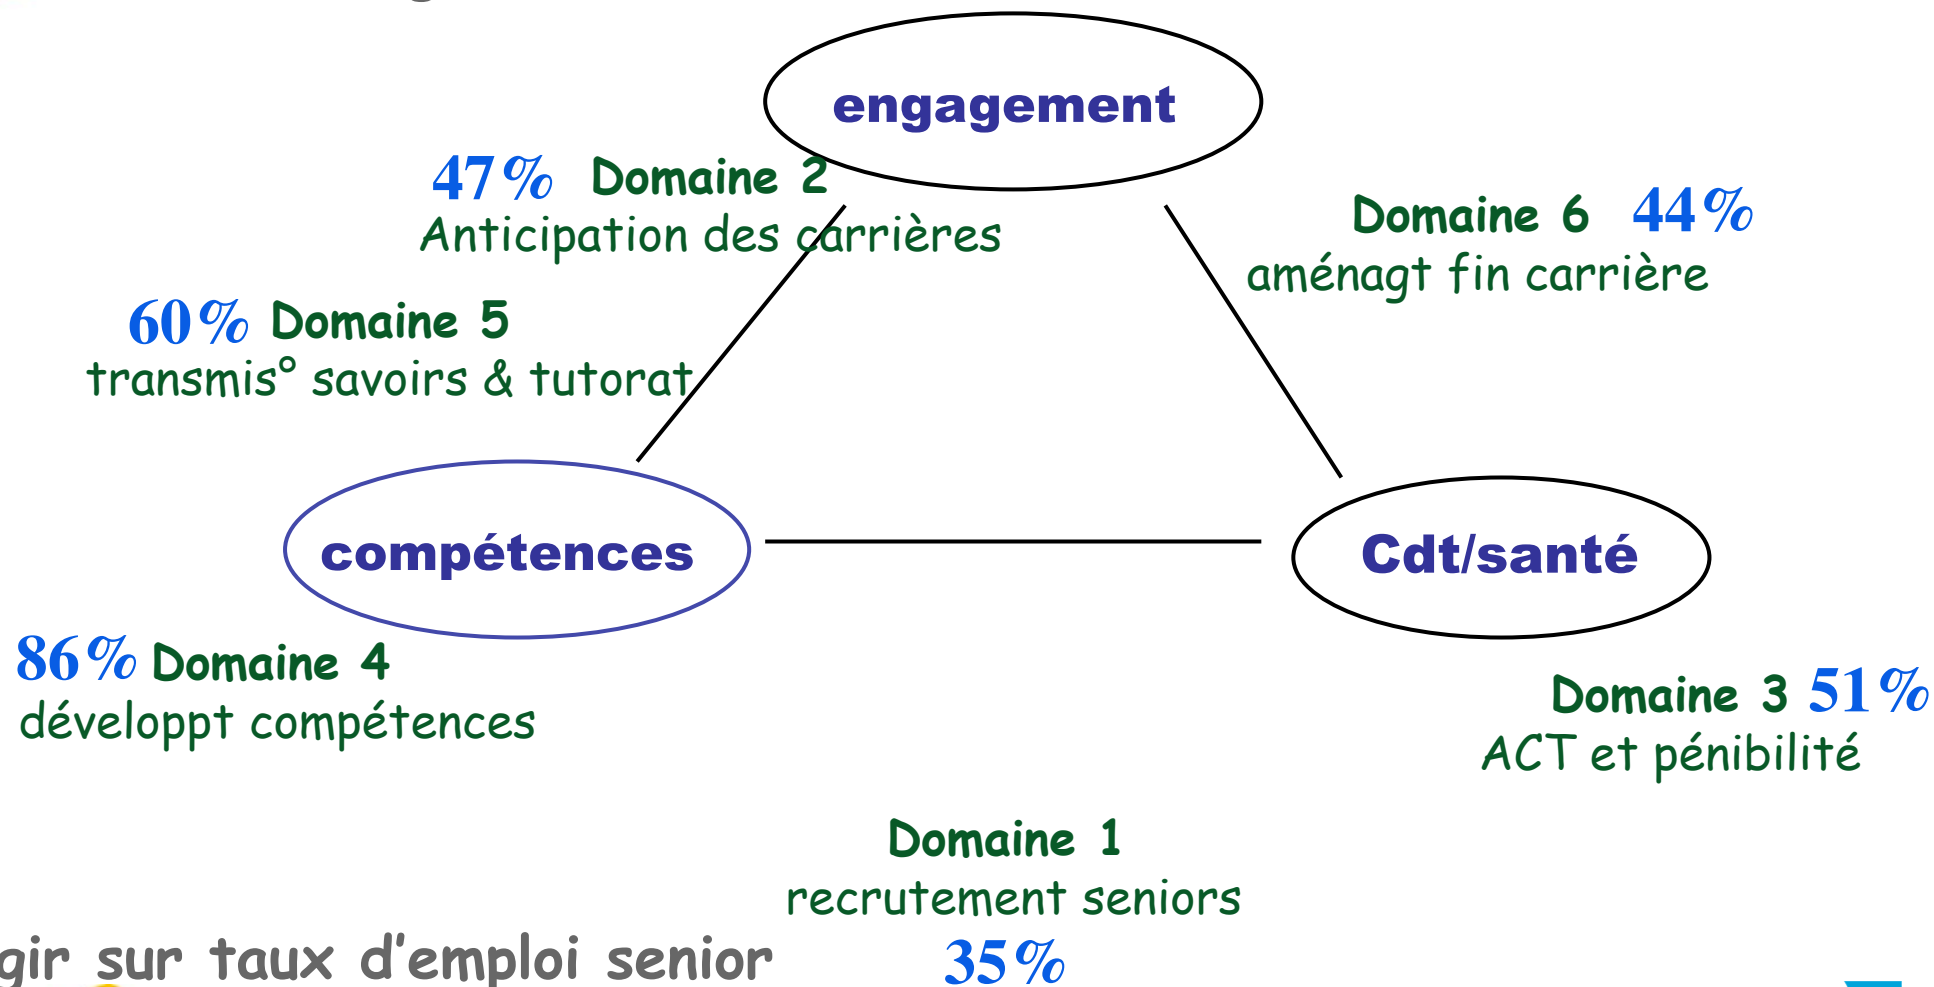 engagement
47% Domaine 2
Anticipation des carrières
Domaine 6 44%
aménagt fin carrière
60% Domaine 5
transmis° savoirs & tutorat
compétences
Cdt/santé
86% Domaine 4
développt compétences
Domaine 3 51%
ACT et pénibilité
Domaine 1
recrutement seniors
35%
sur taux d'emploi senior